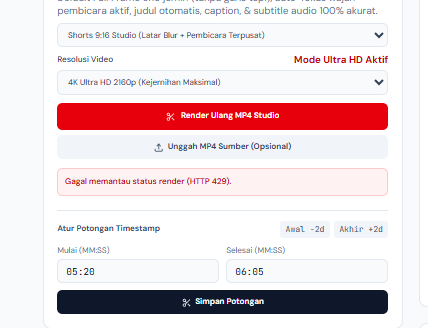 pembicara aktif, judul otomatis, caption, & subtitle audio 100% akurat.
Shorts 9:16 Studio (Latar Blur + Pembicara Terpusat)
Resolusi Video
Mode Ultra HD Aktif
4K Ultra HD 2160p (Kejernihan Maksimal)
Render Ulang MP4 Studio
Unggah MP4 Sumber (Opsional)
Gagal memantau status render (HTTP 429).
Atur Potongan Timestamp
Awal -2d
Akhir +2d
Mulai (MM:SS)
Selesai (MM:SS)
05:20
06:05
Simpan Potongan